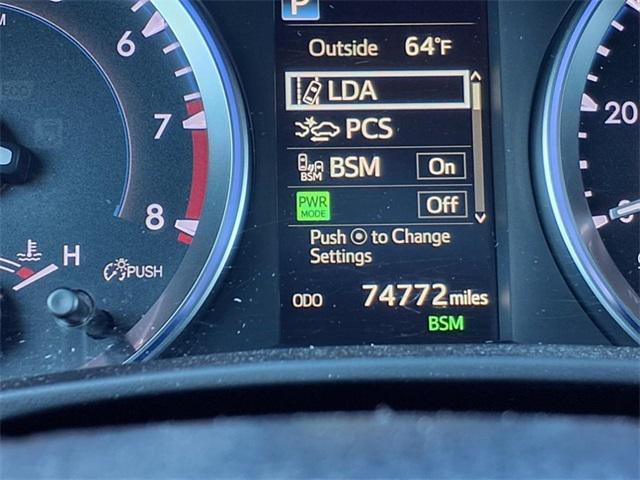 P
Outside 64°F
6
LDA
ECO
7
PCS
20
BSM
BSM On
8
PWR
MODE Off
H
PUSH
Push to Change
Settings
ODO 74772 miles
BSM